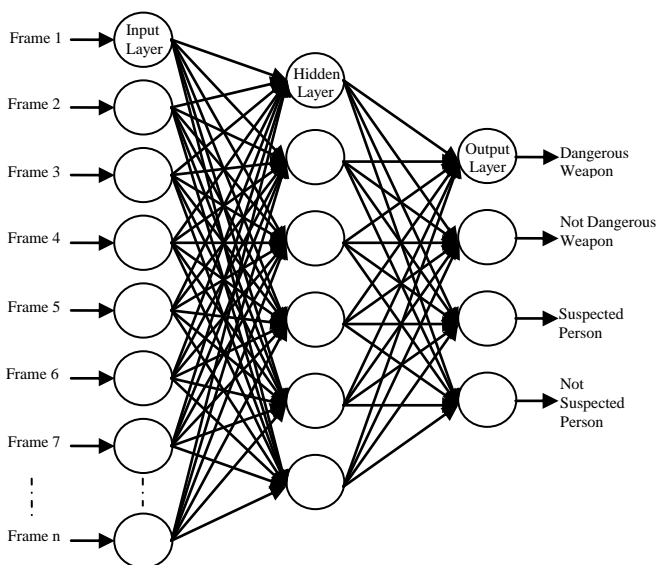 Frame 1
Frame 2
Frame 3
Frame 4
Frame 5
Frame 6
Frame 7
Frame n
Input
Layer
Hidden
Layer
Output
Layer
Dangerous
Weapon
Not Dangerous
Weapon
Suspected
Person
Not
Suspected
Person